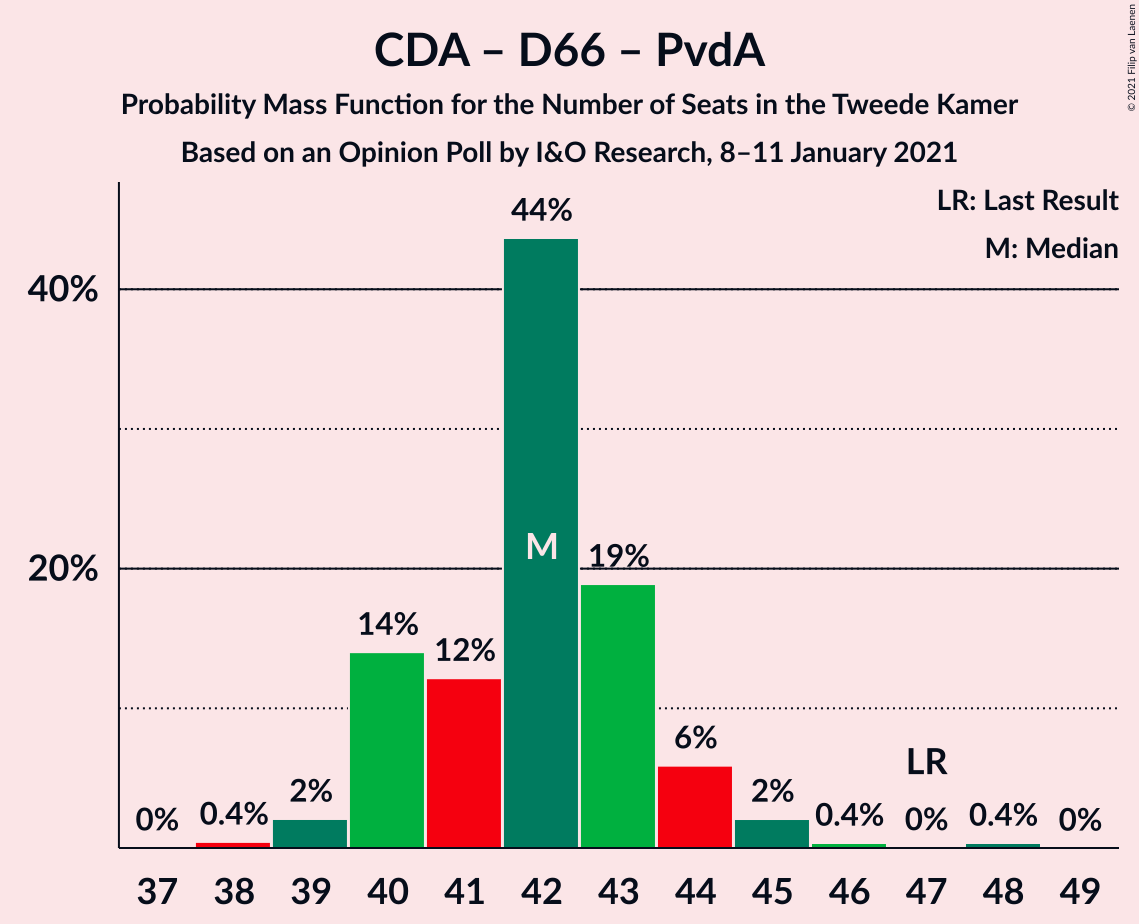 CDA – D66 – PvdA
Probability Mass Function for the Number of Seats in the Tweede Kamer
Based on an Opinion Poll by I&O Research, 8–11 January 2021
© 2021 Filip van Laenen
LR: Last Result
M: Median
40%
20%
0%
0.4%
2%
14%
12%
44%
M
19%
6%
2%
0.4%
LR
0%
0.4%
0%
37 38 39 40 41 42 43 44 45 46 47 48 49